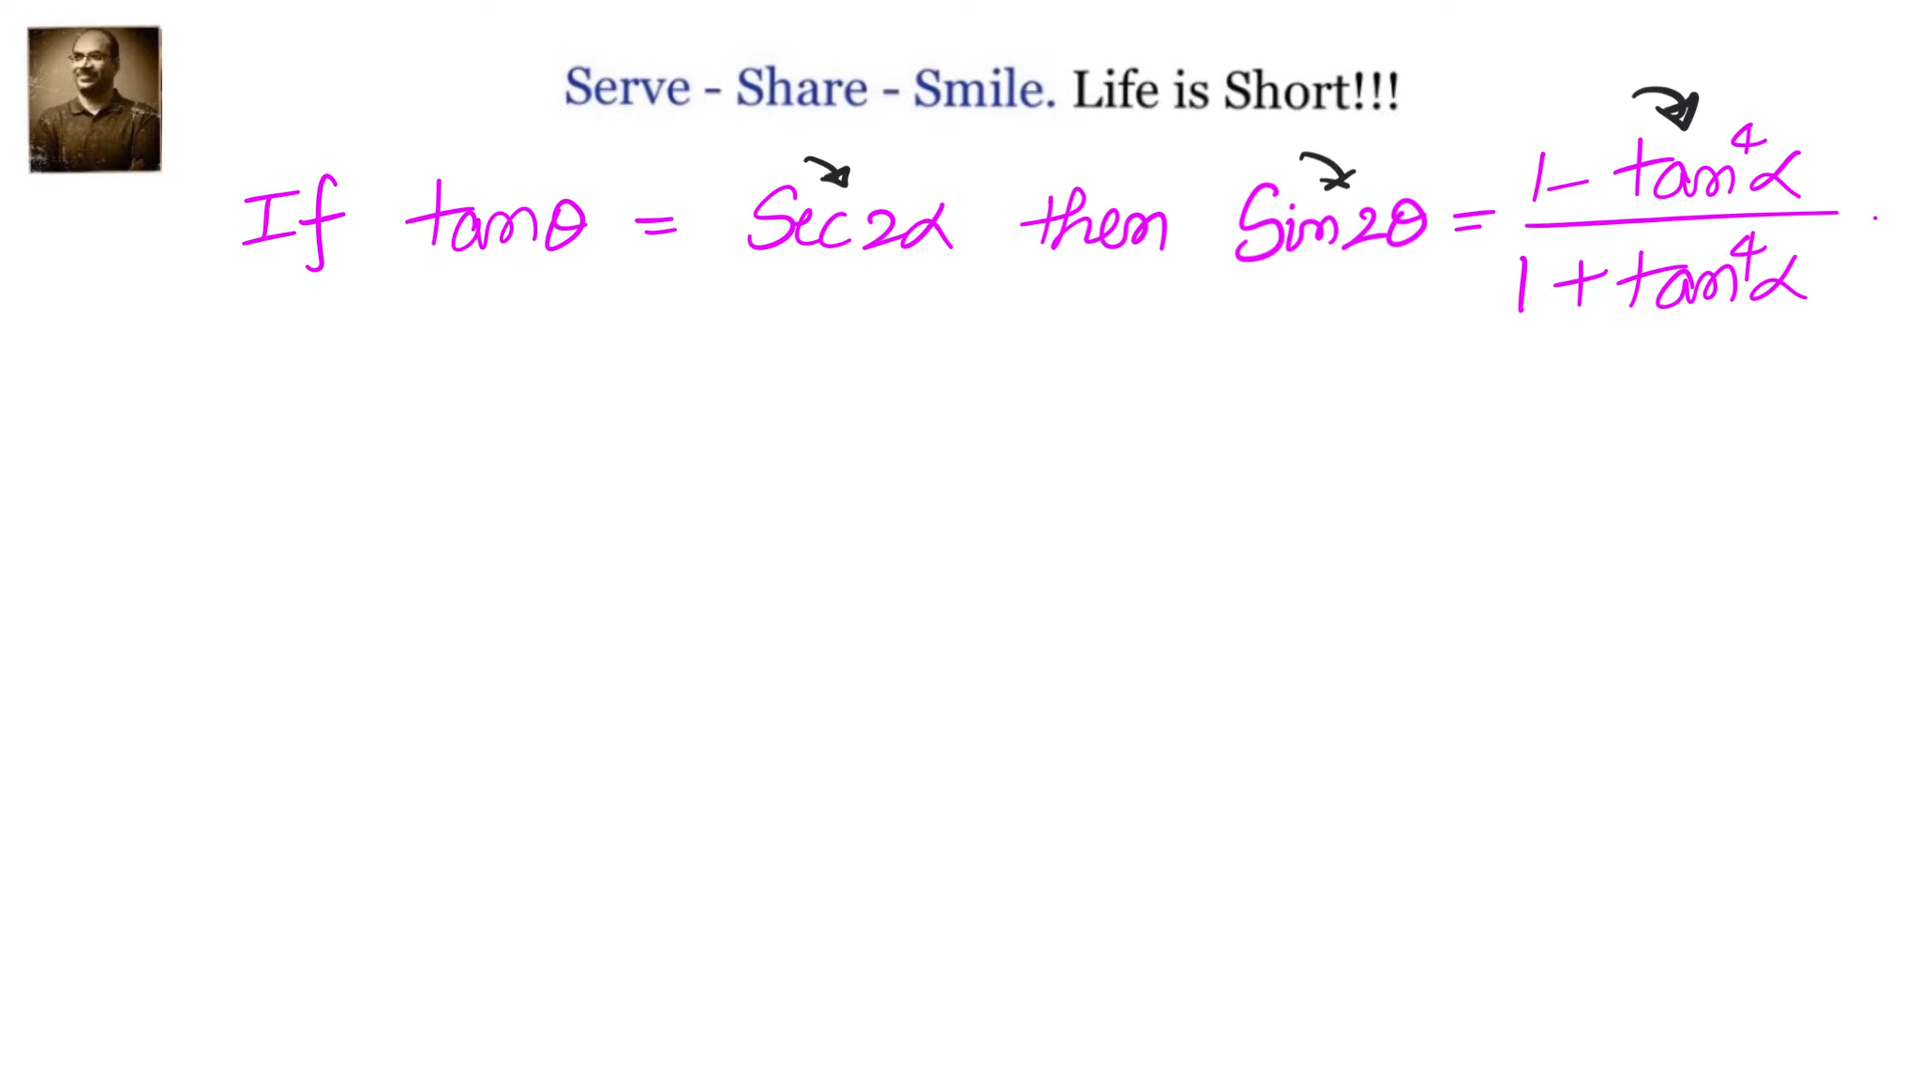 Serve - Share - Smile. Life is Short!!!
If tanθ = Sec2α then Sin2θ = (1 - tan⁴α)/(1 + tan⁴α).